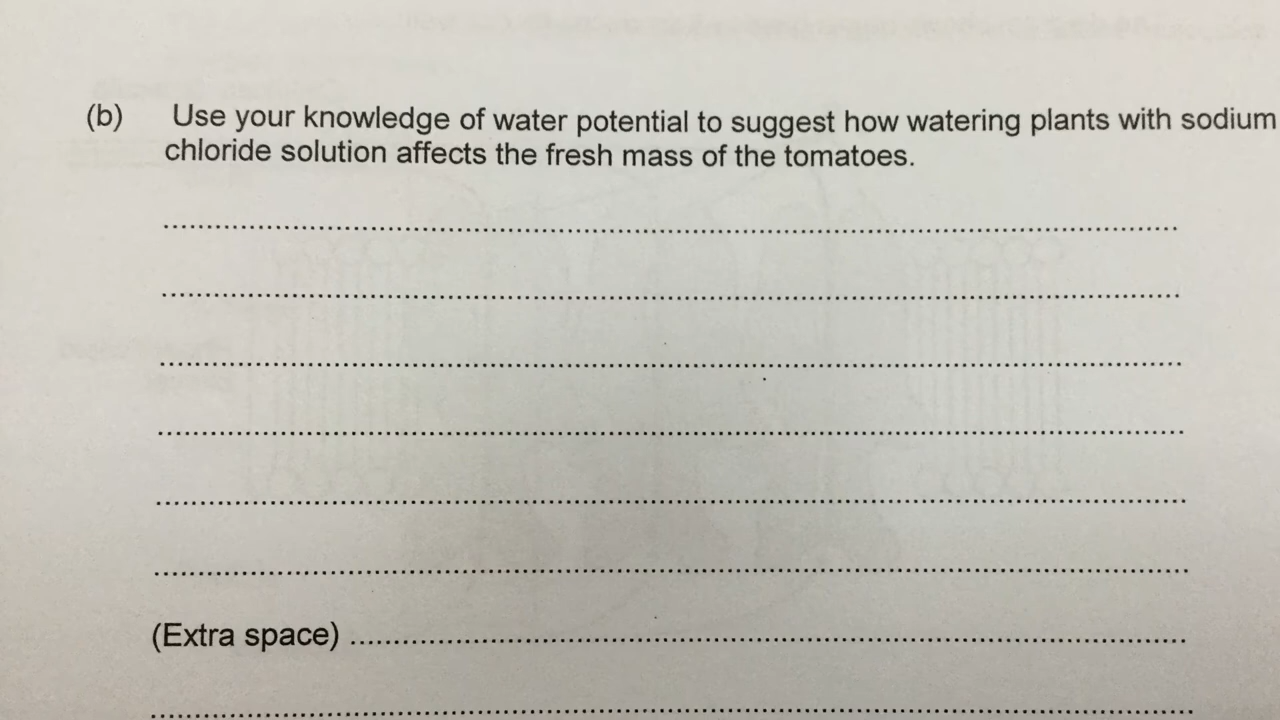 (b) Use your knowledge of water potential to suggest how watering plants with sodium
chloride solution affects the fresh mass of the tomatoes.
(Extra space)